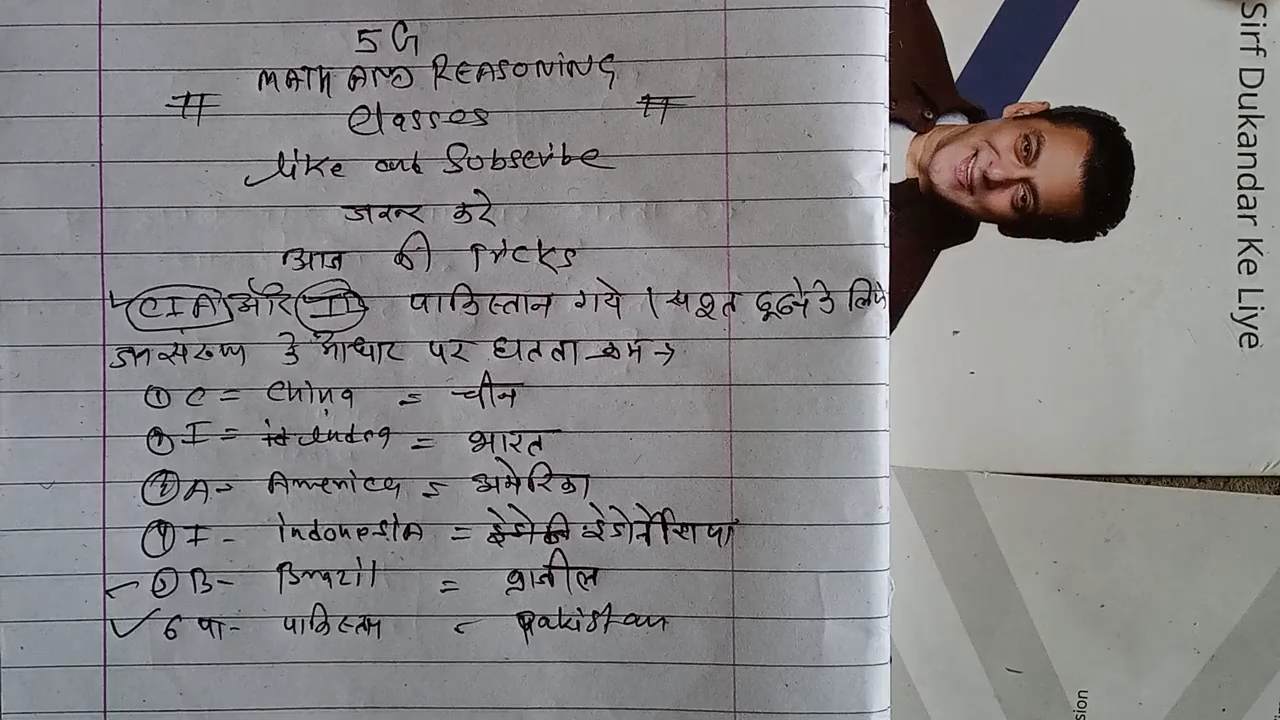 5G
MATH AND REASONING
# Classes #
like and Subscribe
जरूर करे
आज की Tricks
CIA और IB पाकिस्तान गये (सबूत ढूढने के लिये
जनसंख्या के आधार पर घटता क्रम →
① C = China = चीन
② I = India = भारत
③ A - America = अमेरिका
④ I - Indonesia = इंडोनेशिया
⑤ B - Brazil = ब्राजील
6 पा - पाकिस्तान = Pakistan
Sirf Dukandar Ke Liye
sion